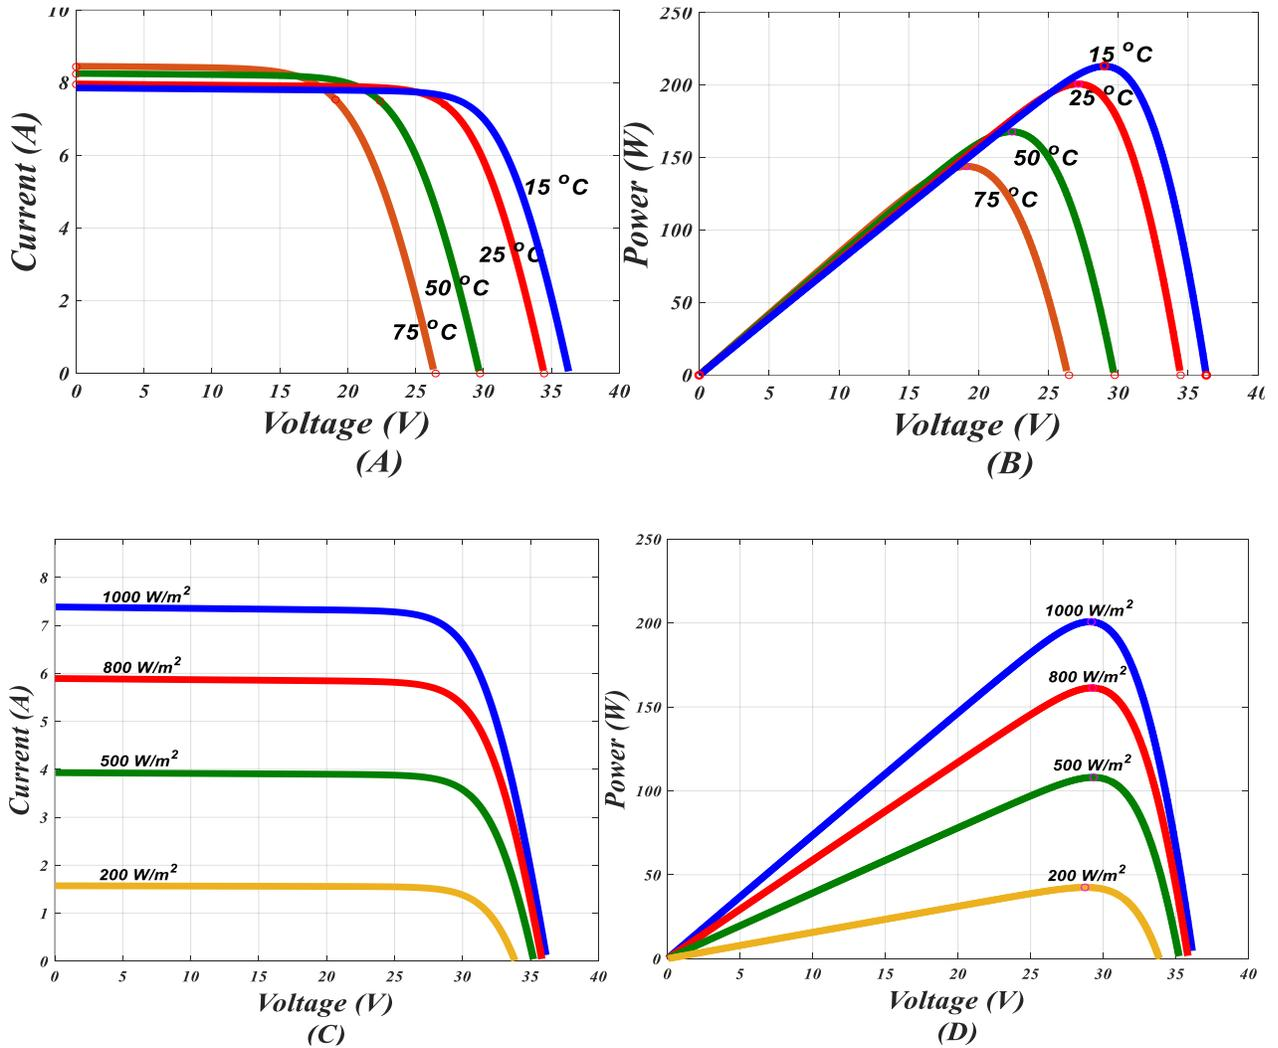 10
8
6
4
2
0
0 5 10 15 20 25 30 35 40
Current (A)
Voltage (V)
15 °C
25 °C
50 °C
75 °C
(A)
250
200
150
100
50
0
0 5 10 15 20 25 30 35 40
Power (W)
Voltage (V)
15 °C
25 °C
50 °C
75 °C
(B)
8
7
6
5
4
3
2
1
0
0 5 10 15 20 25 30 35 40
Current (A)
Voltage (V)
1000 W/m²
800 W/m²
500 W/m²
200 W/m²
(C)
250
200
150
100
50
0
0 5 10 15 20 25 30 35 40
Power (W)
Voltage (V)
1000 W/m²
800 W/m²
500 W/m²
200 W/m²
(D)